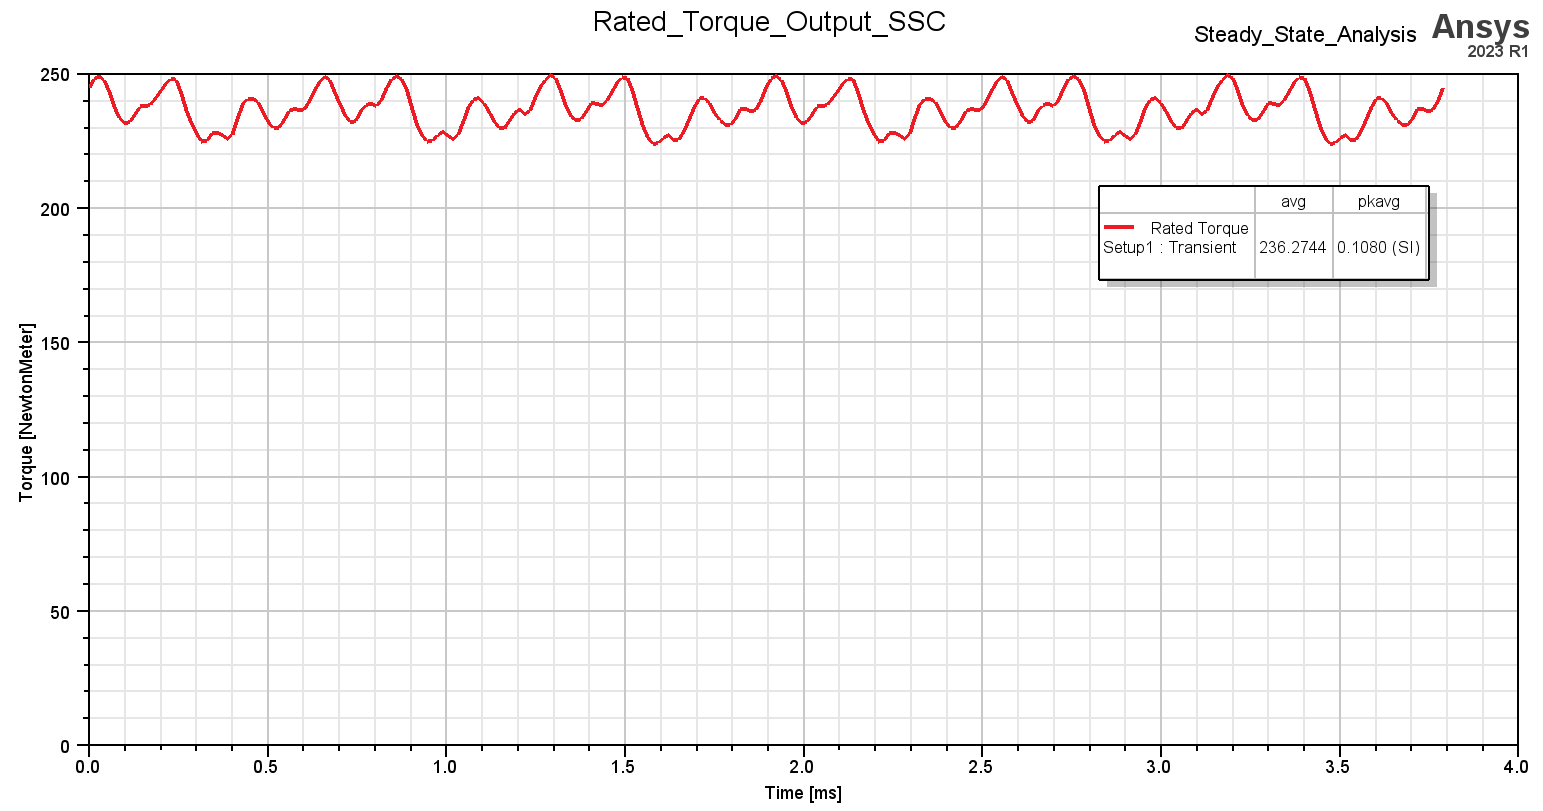 Rated_Torque_Output_SSC
Steady_State_Analysis
Ansys
2023 R1
250
200
150
100
50
0
Torque [NewtonMeter]
avg pkavg
Rated Torque
Setup1 : Transient 236.2744 0.1080 (SI)
0.0 0.5 1.0 1.5 2.0 2.5 3.0 3.5 4.0
Time [ms]